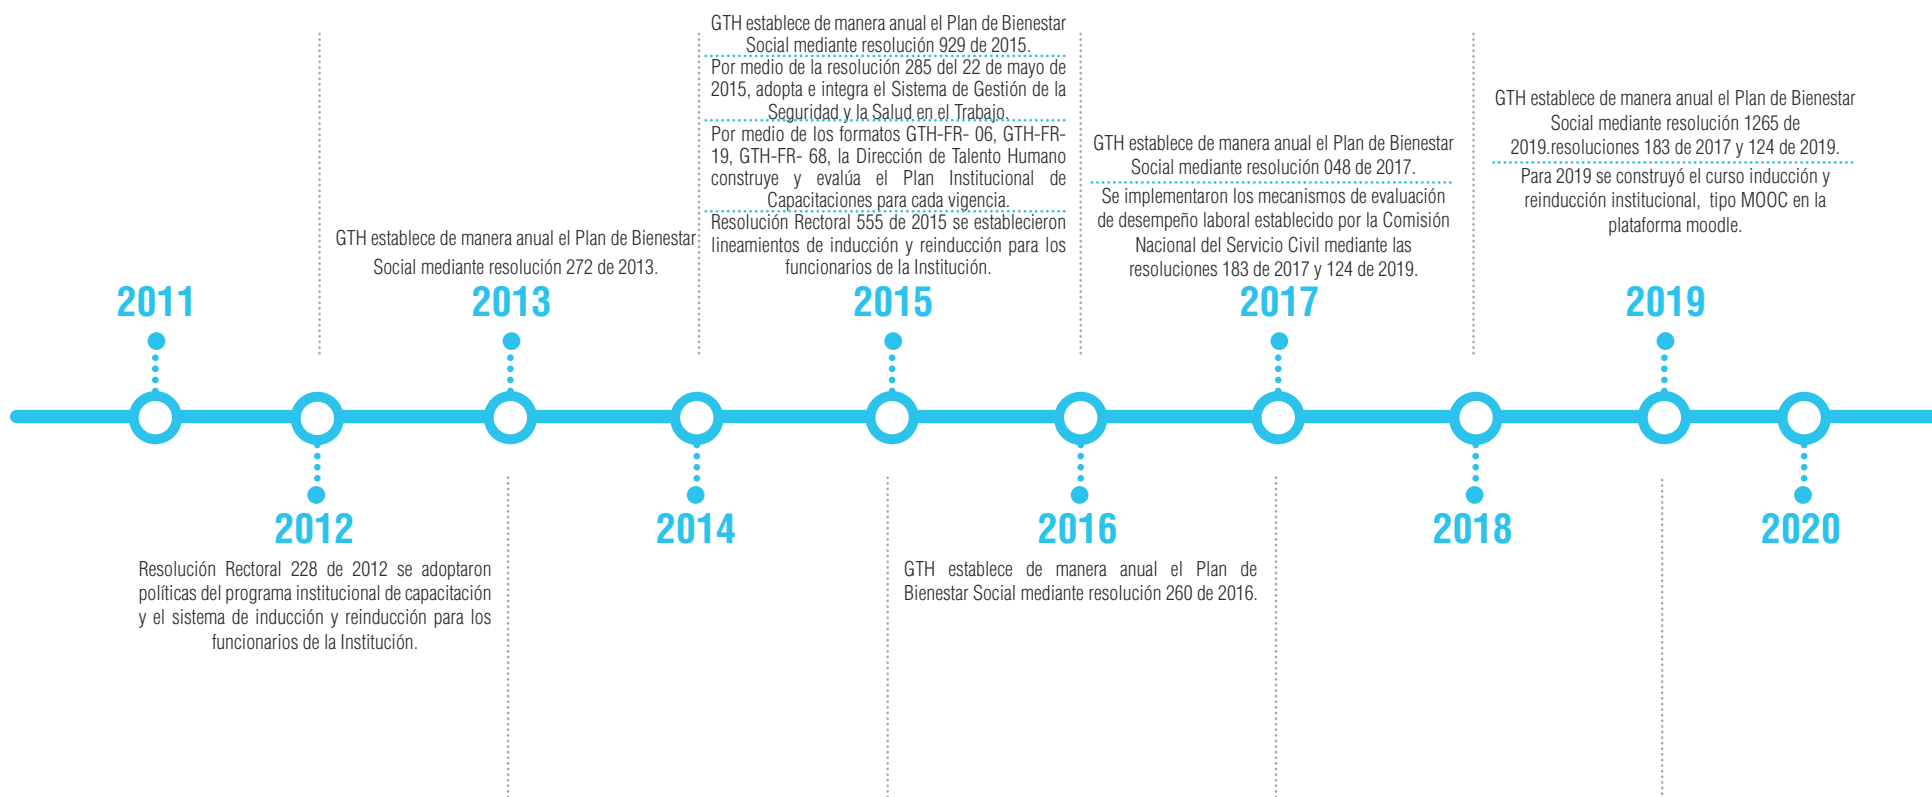 2011
GTH establece de manera anual el Plan de Bienestar
Social mediante resolución 272 de 2013.
2013
GTH establece de manera anual el Plan de Bienestar
Social mediante resolución 929 de 2015.
Por medio de la resolución 285 del 22 de mayo de
2015, adopta e integra el Sistema de Gestión de la
Seguridad y la Salud en el Trabajo.
Por medio de los formatos GTH-FR- 06, GTH-FR-
19, GTH-FR- 68, la Dirección de Talento Humano
construye y evalúa el Plan Institucional de
Capacitaciones para cada vigencia.
Resolución Rectoral 555 de 2015 se establecieron
lineamientos de inducción y reinducción para los
funcionarios de la Institución.
2015
GTH establece de manera anual el Plan de Bienestar
Social mediante resolución 048 de 2017.
Se implementaron los mecanismos de evaluación
de desempeño laboral establecido por la Comisión
Nacional del Servicio Civil mediante las
resoluciones 183 de 2017 y 124 de 2019.
2017
GTH establece de manera anual el Plan de Bienestar
Social mediante resolución 1265 de
2019.resoluciones 183 de 2017 y 124 de 2019.
Para 2019 se construyó el curso inducción y
reinducción institucional, tipo MOOC en la
plataforma moodle.
2019
2012
Resolución Rectoral 228 de 2012 se adoptaron
políticas del programa institucional de capacitación
y el sistema de inducción y reinducción para los
funcionarios de la Institución.
2014
2016
GTH establece de manera anual el Plan de
Bienestar Social mediante resolución 260 de 2016.
2018
2020